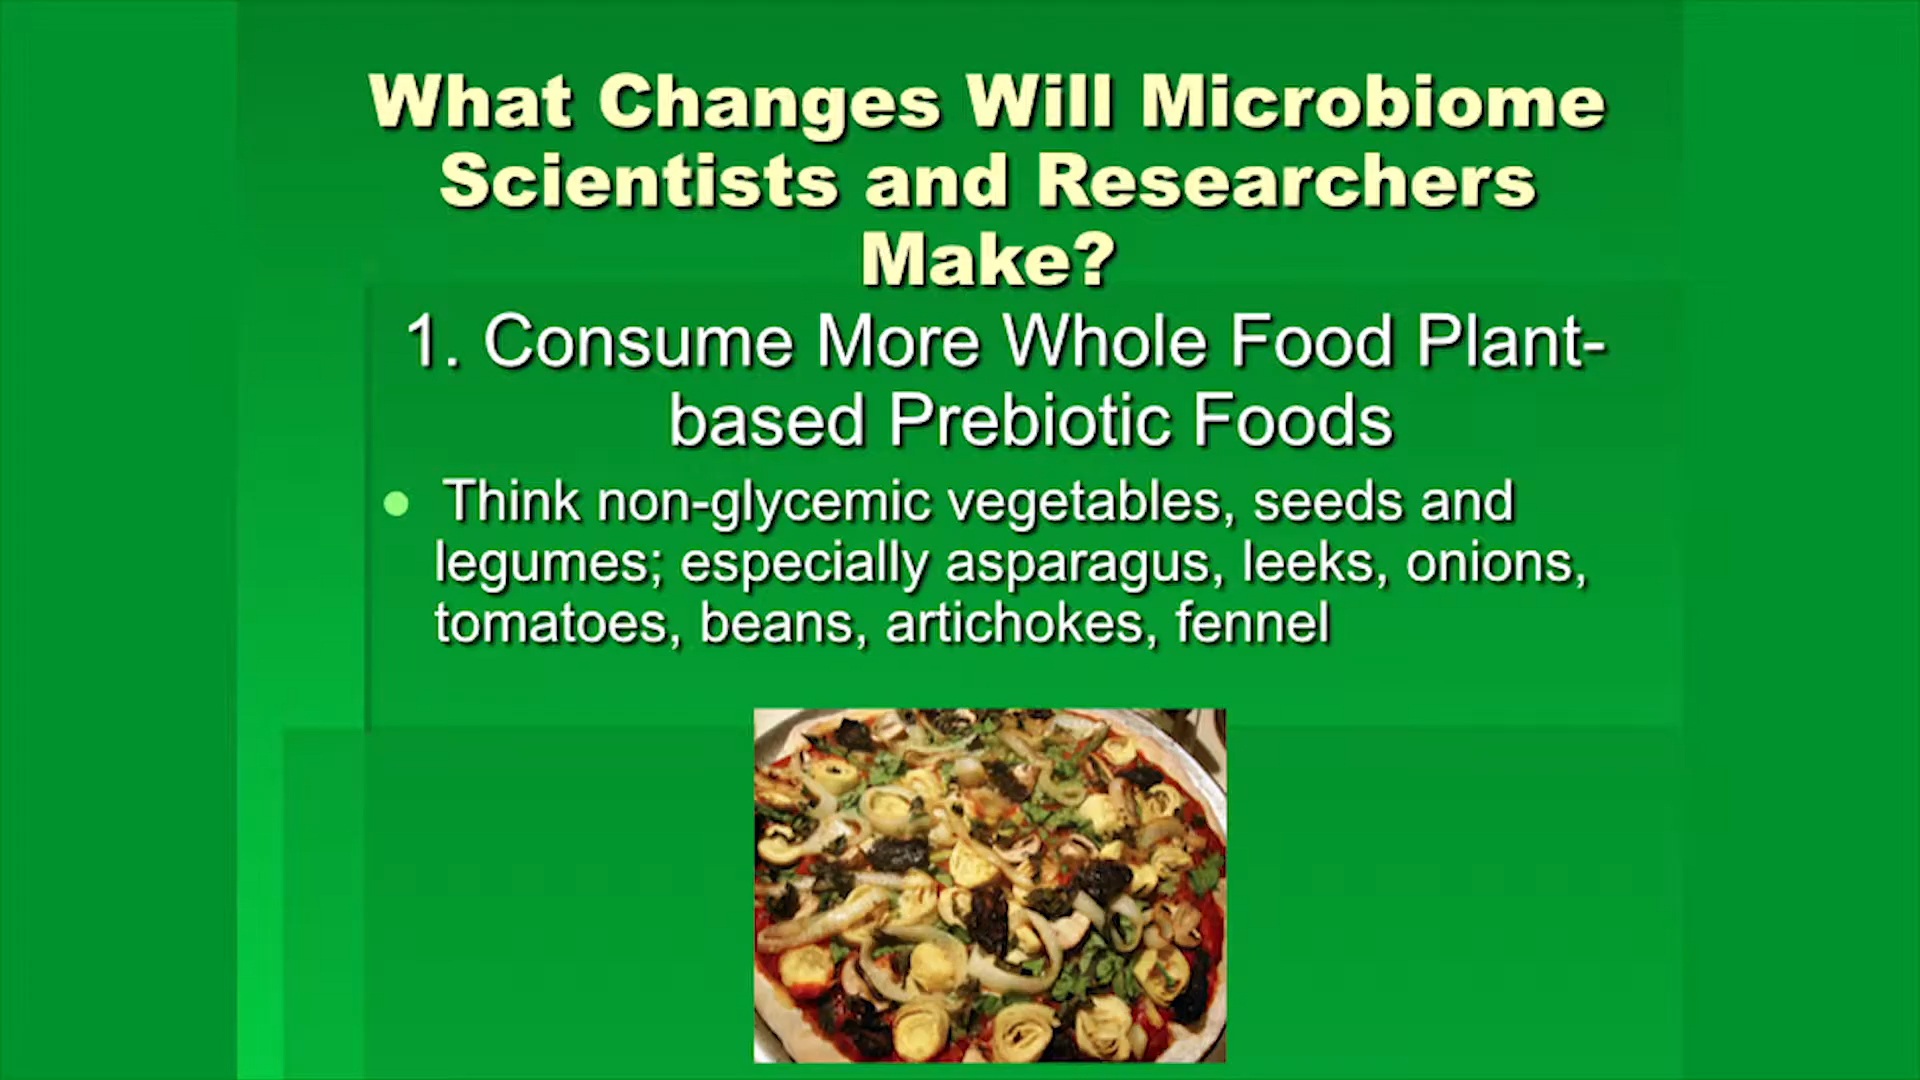 What Changes Will Microbiome
Scientists and Researchers
Make?
1. Consume More Whole Food Plant-
based Prebiotic Foods
Think non-glycemic vegetables, seeds and
legumes; especially asparagus, leeks, onions,
tomatoes, beans, artichokes, fennel